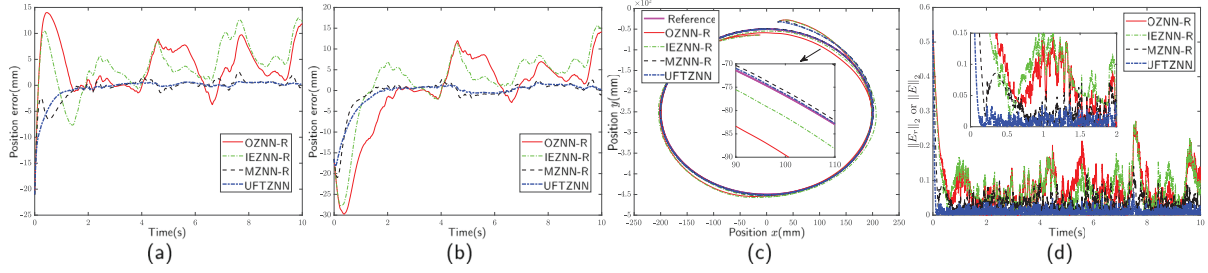 Position error(mm)
15
10
5
0
-5
-10
-15
-20
-25
0
2
4
6
8
10
Time(s)
OZNN-R
IEZNN-R
MZNN-R
UFTZNN
(a)
Position error(mm)
20
15
10
5
0
-5
-10
-15
-20
-25
-30
0
2
4
6
8
10
Time(s)
OZNN-R
IEZNN-R
MZNN-R
UFTZNN
(b)
Position y(mm)
×10²
0
-0.5
-1
-1.5
-2
-2.5
-3
-3.5
-4
-4.5
-5
-250
-200
-150
-100
-50
0
50
100
150
200
250
Position x(mm)
Reference
OZNN-R
IEZNN-R
MZNN-R
UFTZNN
-70
-75
-80
-85
-90
90
100
110
(c)
||Eᵣ||₂ or ||E||
0.6
0.5
0.4
0.3
0.2
0.1
0
0
2
4
6
8
10
Time(s)
OZNN-R
IEZNN-R
MZNN-R
UFTZNN
0.15
0.1
0.05
0
0
0.5
1
1.5
2
(d)